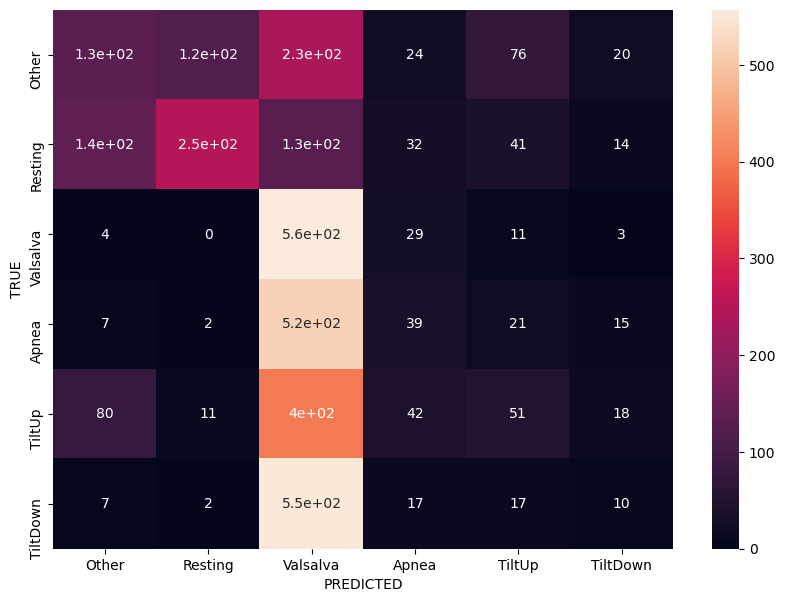 Other 1.3e+02 1.2e+02 2.3e+02 24 76 20
Resting 1.4e+02 2.5e+02 1.3e+02 32 41 14
Valsalva 4 0 5.6e+02 29 11 3
Apnea 7 2 5.2e+02 39 21 15
TiltUp 80 11 4e+02 42 51 18
TiltDown 7 2 5.5e+02 17 17 10
Other Resting Valsalva Apnea TiltUp TiltDown
PREDICTED
TRUE
500
400
300
200
100
0